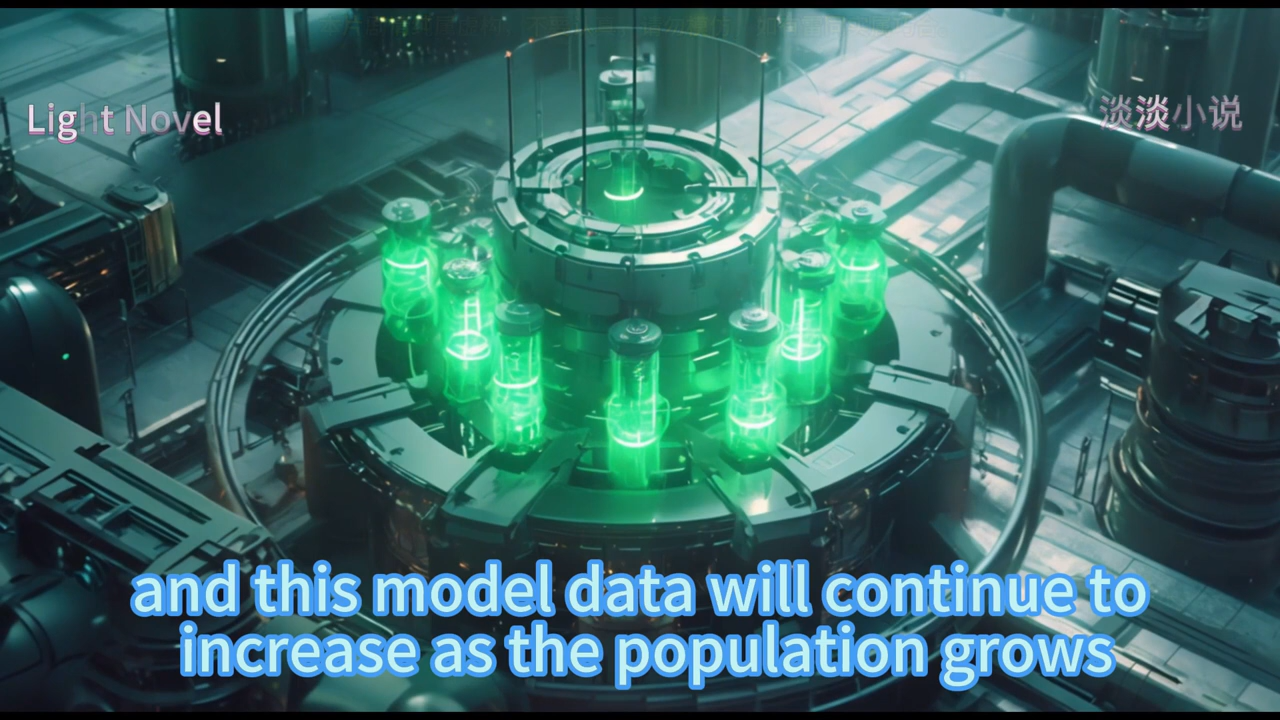 Light Novel
淡淡小说
and this model data will continue to
increase as the population grows